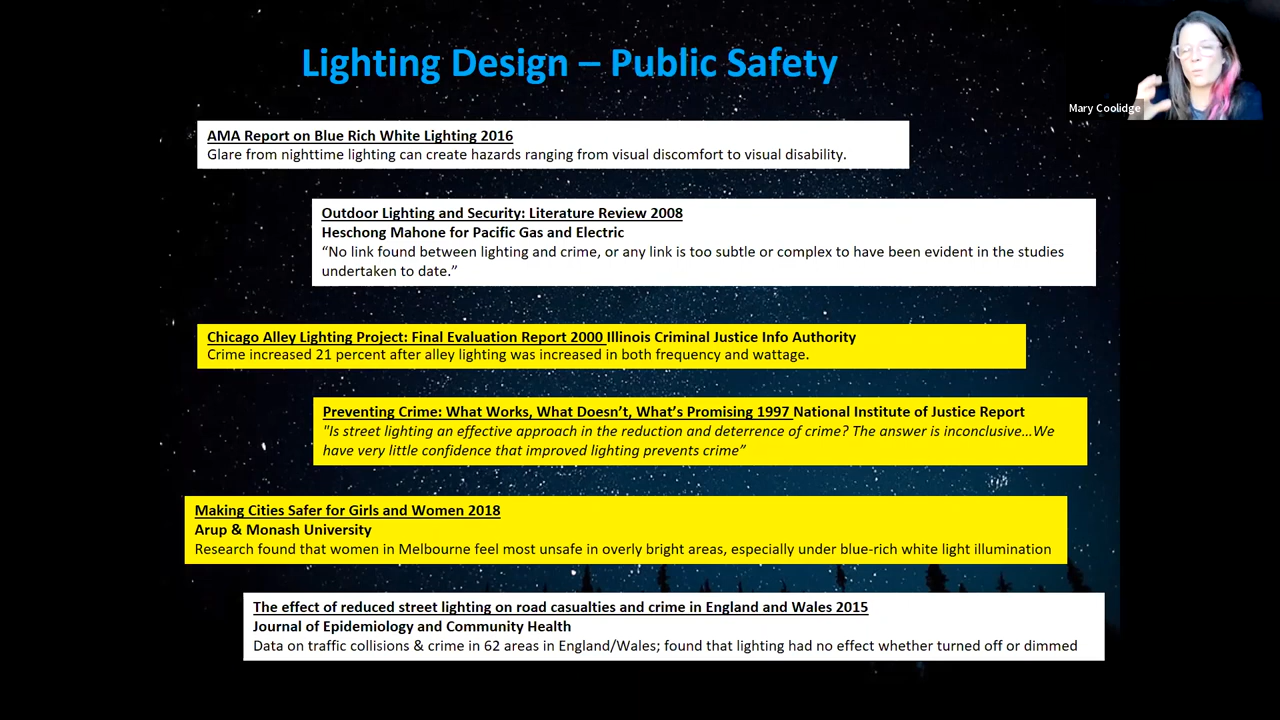 Lighting Design – Public Safety
Mary Coolidge
AMA Report on Blue Rich White Lighting 2016
Glare from nighttime lighting can create hazards ranging from visual discomfort to visual disability.
Outdoor Lighting and Security: Literature Review 2008
Heschong Mahone for Pacific Gas and Electric
“No link found between lighting and crime, or any link is too subtle or complex to have been evident in the studies
undertaken to date.”
Chicago Alley Lighting Project: Final Evaluation Report 2000 Illinois Criminal Justice Info Authority
Crime increased 21 percent after alley lighting was increased in both frequency and wattage.
Preventing Crime: What Works, What Doesn’t, What’s Promising 1997 National Institute of Justice Report
"Is street lighting an effective approach in the reduction and deterrence of crime? The answer is inconclusive…We
have very little confidence that improved lighting prevents crime”
Making Cities Safer for Girls and Women 2018
Arup & Monash University
Research found that women in Melbourne feel most unsafe in overly bright areas, especially under blue-rich white light illumination
The effect of reduced street lighting on road casualties and crime in England and Wales 2015
Journal of Epidemiology and Community Health
Data on traffic collisions & crime in 62 areas in England/Wales; found that lighting had no effect whether turned off or dimmed